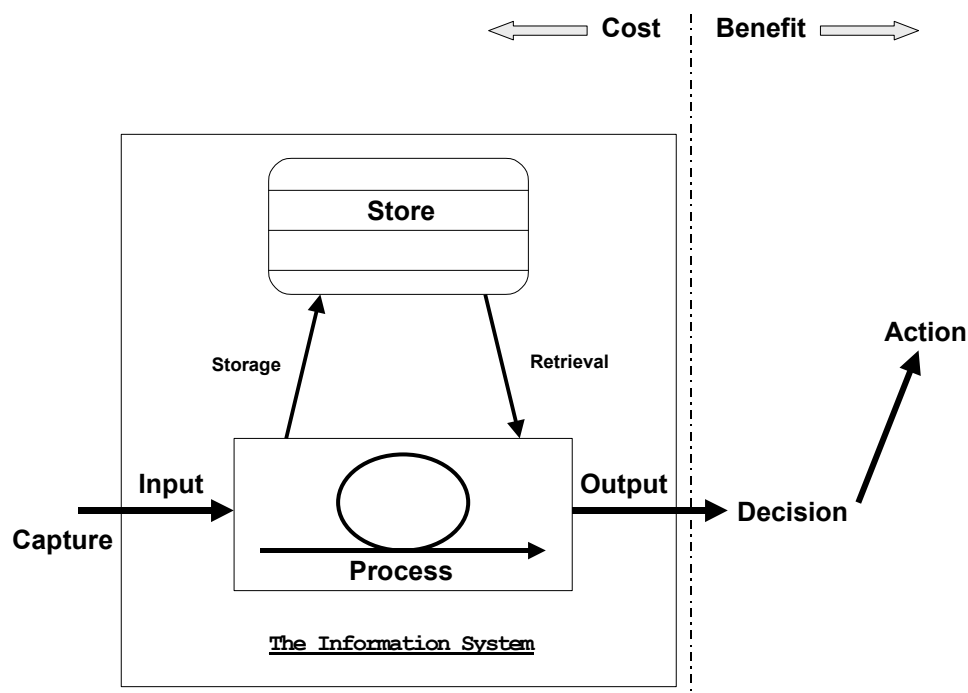 Cost
Benefit
Store
Action
Storage
Retrieval
Input
Output
Capture
Decision
Process
The Information System